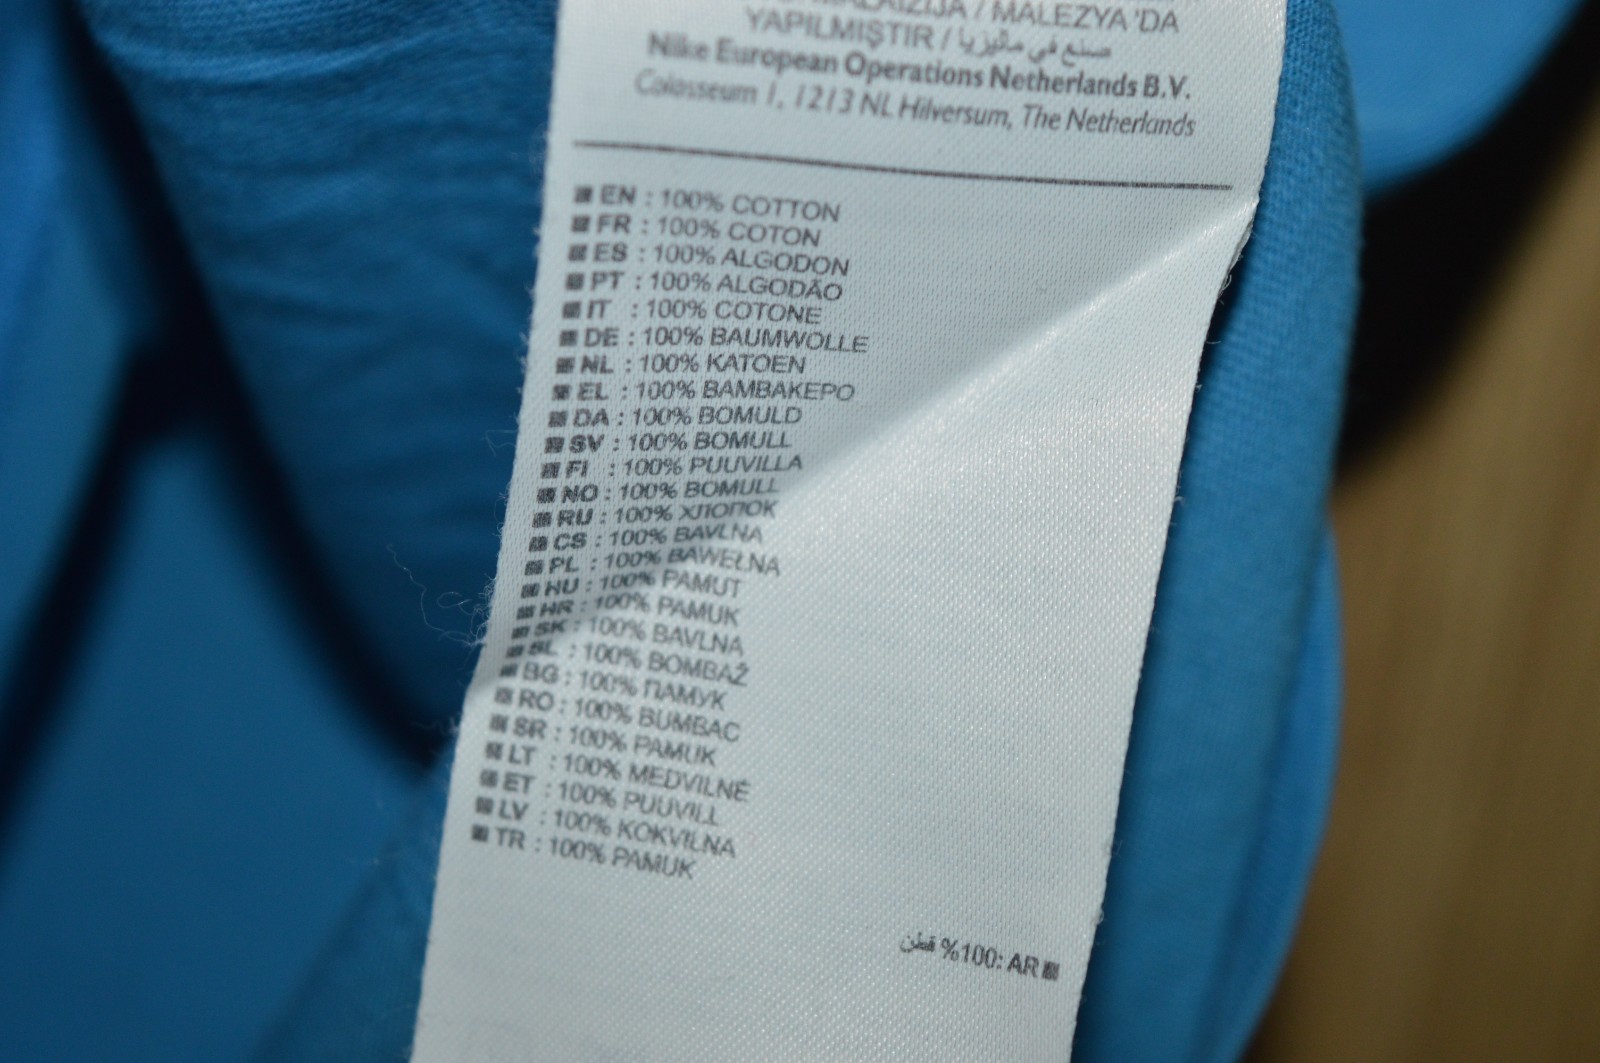 MALAIZIJA / MALEZYA 'DA
YAPILMIŞTIR / صنع في ماليزيا
Nike European Operations Netherlands B.V.
Colosseum 1, 1213 NL Hilversum, The Netherlands
EN : 100% COTTON
FR : 100% COTON
ES : 100% ALGODON
PT : 100% ALGODÃO
IT : 100% COTONE
DE : 100% BAUMWOLLE
NL : 100% KATOEN
EL : 100% ΒΑΜΒΑΚΕΡΟ
DA : 100% BOMULD
SV : 100% BOMULL
FI : 100% PUUVILLA
NO : 100% BOMULL
RU : 100% ХЛОПОК
CS : 100% BAVLNA
PL : 100% BAWEŁNA
HU : 100% PAMUT
HR : 100% PAMUK
SK : 100% BAVLNA
SL : 100% BOMBAŽ
BG : 100% ПАМУК
RO : 100% BUMBAC
SR : 100% PAMUK
LT : 100% MEDVILNĖ
ET : 100% PUUVILL
LV : 100% KOKVILNA
TR : 100% PAMUK
AR :100% قطن